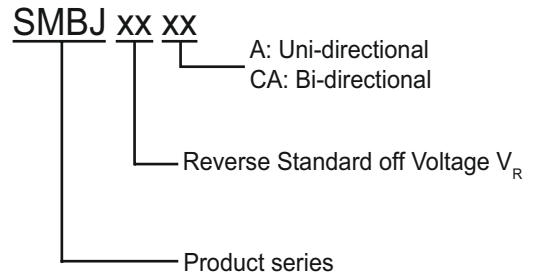 SMBJ xx xx
A: Uni-directional
CA: Bi-directional
Reverse Standard off Voltage VR
Product series